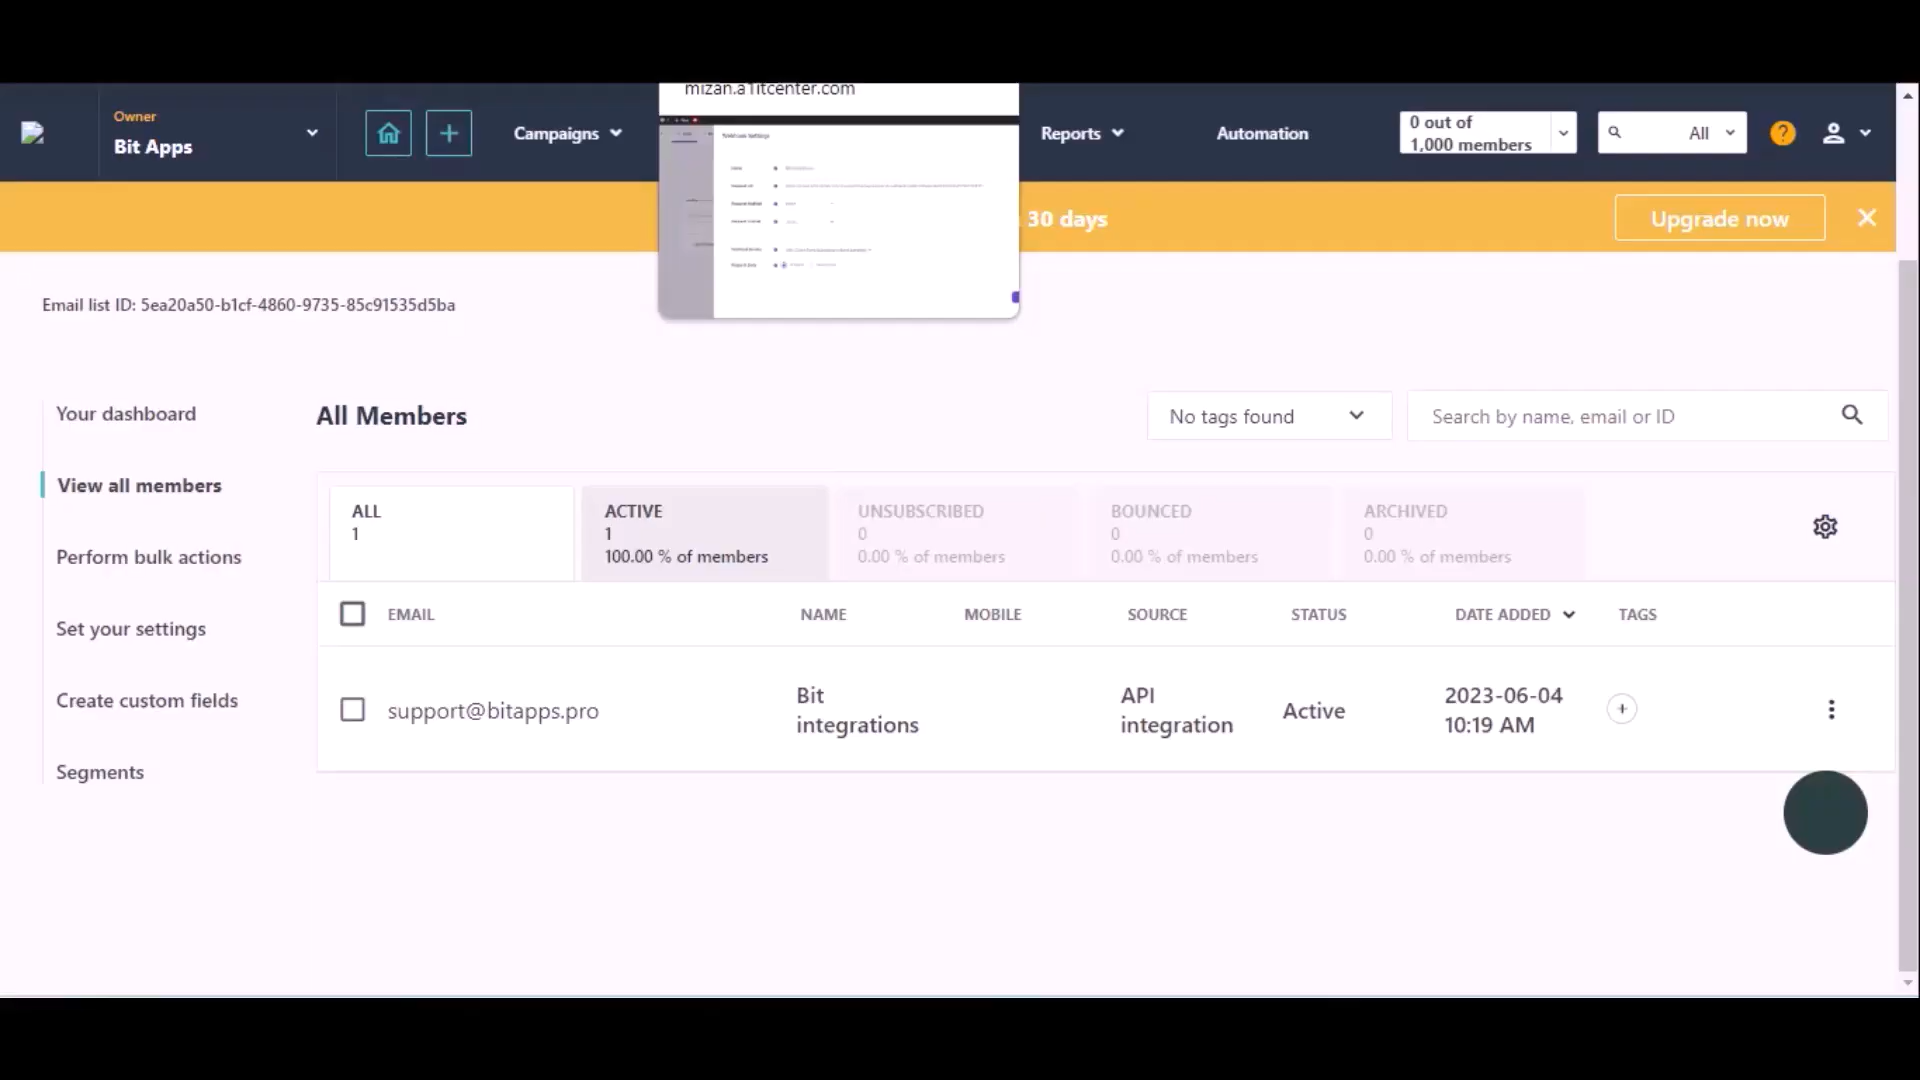 mizan.a1itcenter.com
Owner
Bit Apps
Campaigns
Reports
Automation
0 out of
1,000 members
All
?
30 days
Upgrade now
Email list ID: 5ea20a50-b1cf-4860-9735-85c91535d5ba
Your dashboard
View all members
Perform bulk actions
Set your settings
Create custom fields
Segments
All Members
No tags found
Search by name, email or ID
ALL
1
ACTIVE
1
100.00 % of members
UNSUBSCRIBED
0
0.00 % of members
BOUNCED
0
0.00 % of members
ARCHIVED
0
0.00 % of members
EMAIL NAME MOBILE SOURCE STATUS DATE ADDED TAGS
support@bitapps.pro
Bit
integrations
API
integration
Active
2023-06-04
10:19 AM